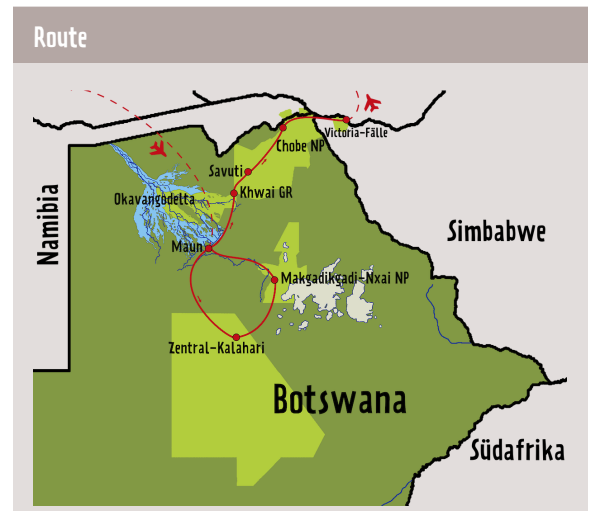 Route
Victoria-Fälle
Chobe NP
Savuti
Khwai GR
Okavangodelta
Namibia
Simbabwe
Maun
Makgadikgadi-Nxai NP
Zentral-Kalahari
Botswana
Südafrika